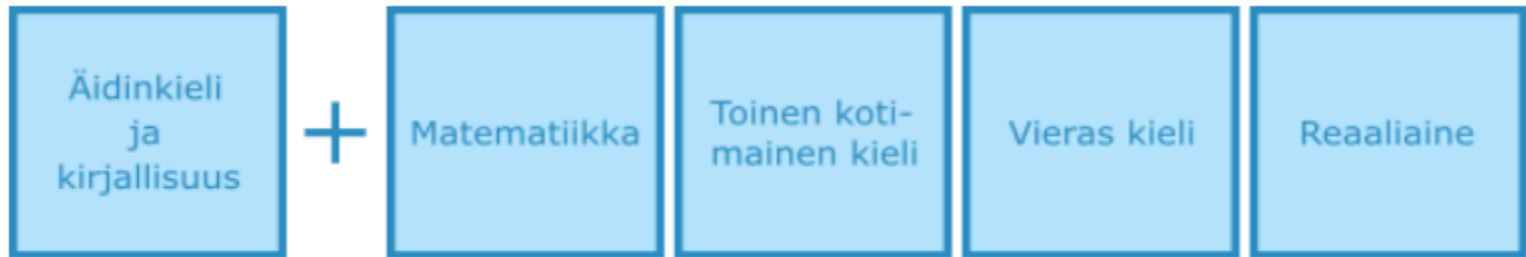 Äidinkieli
ja
kirjallisuus
+
Matematiikka
Toinen koti-
mainen kieli
Vieras kieli
Reaaliaine